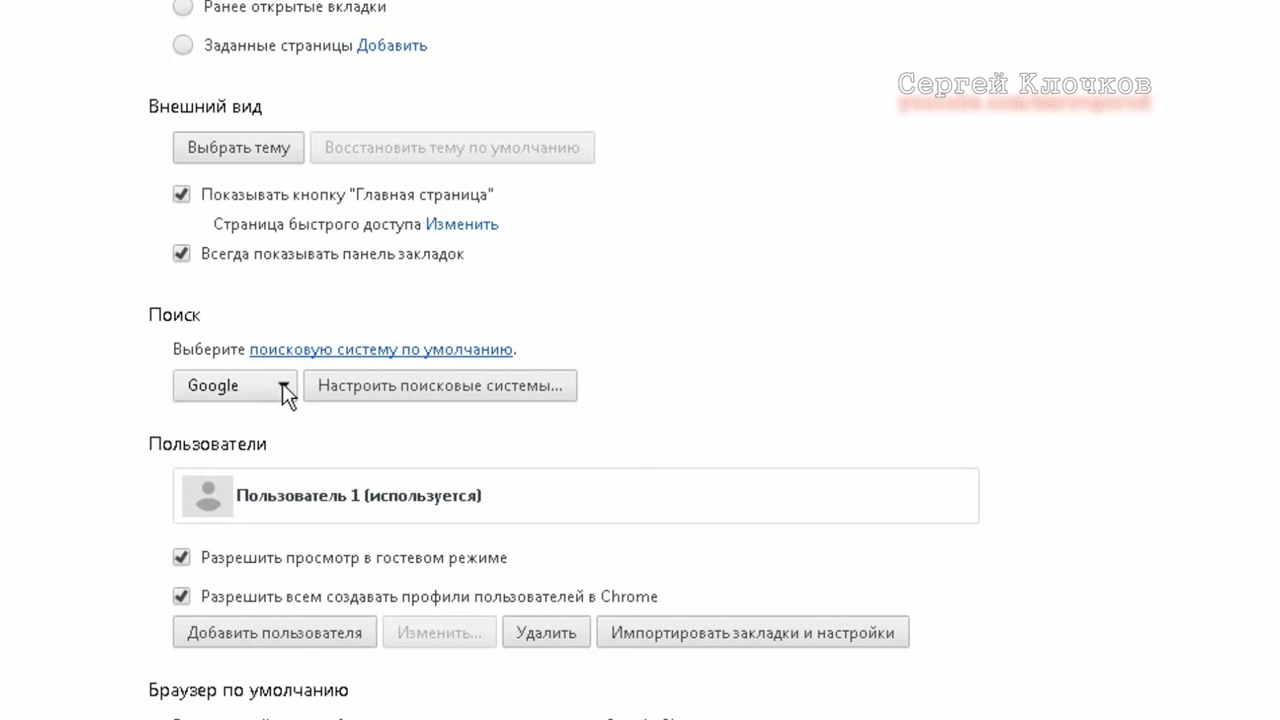 Ранее открытые вкладки
Заданные страницы Добавить
Сергей Клочков
Внешний вид
Выбрать тему Восстановить тему по умолчанию
Показывать кнопку "Главная страница"
Страница быстрого доступа Изменить
Всегда показывать панель закладок
Поиск
Выберите поисковую систему по умолчанию.
Google Настроить поисковые системы...
Пользователи
Пользователь 1 (используется)
Разрешить просмотр в гостевом режиме
Разрешить всем создавать профили пользователей в Chrome
Добавить пользователя Изменить... Удалить Импортировать закладки и настройки
Браузер по умолчанию